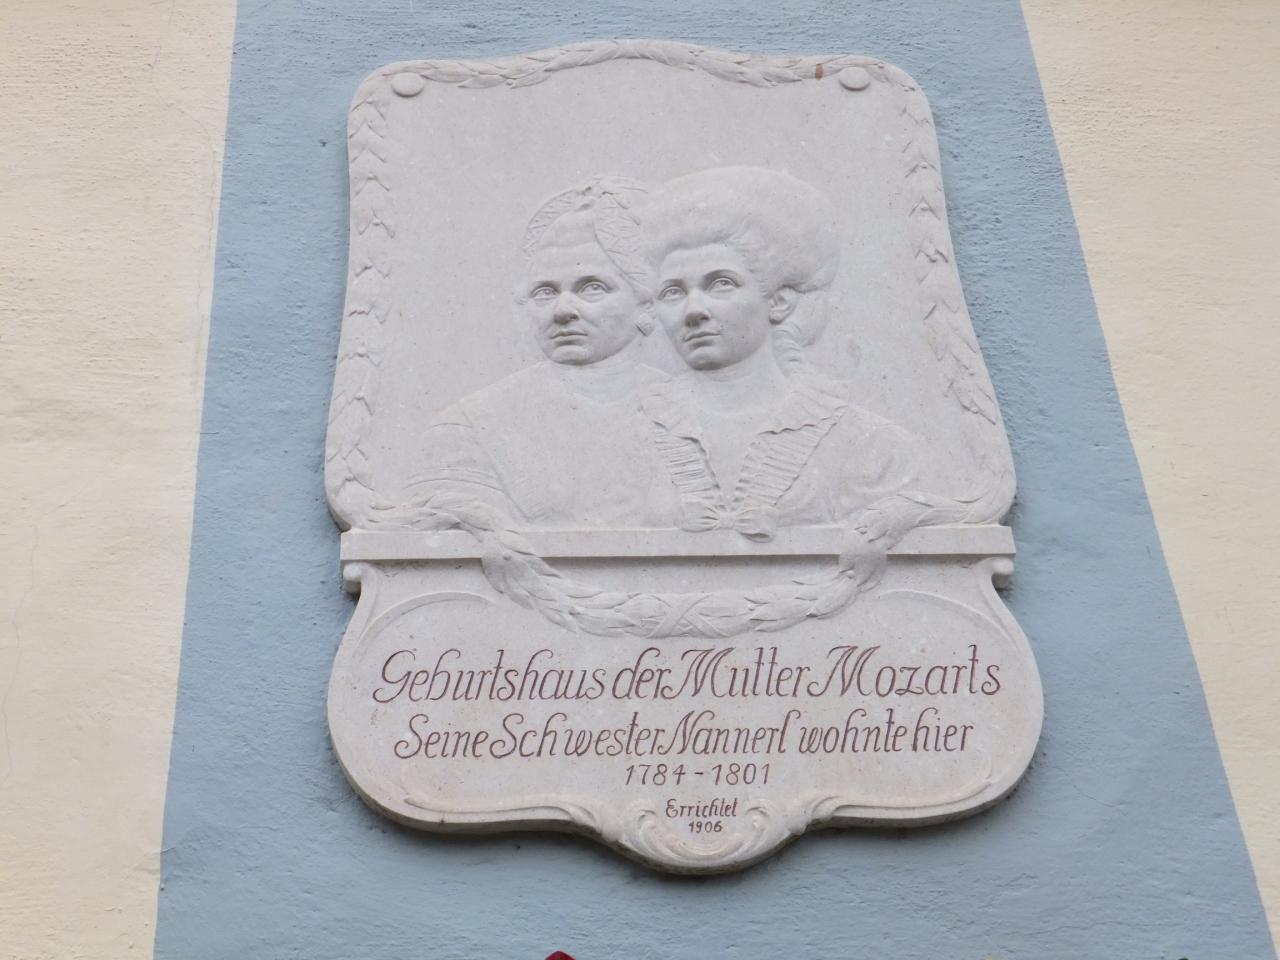 Geburtshaus der Mutter Mozarts
Seine Schwester Nannerl wohnte hier
1784-1801
Errichtet
1906